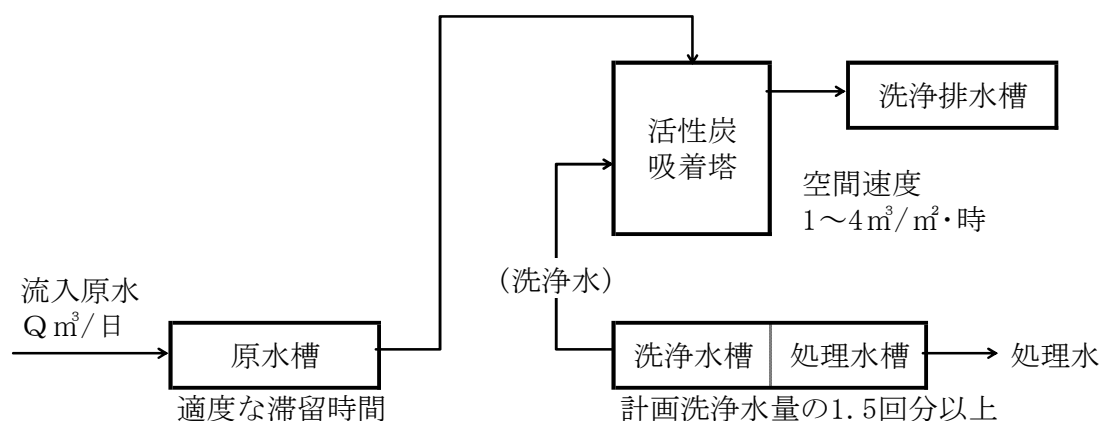 活性炭
吸着塔
洗浄排水槽
空間速度
1～4㎥/㎡・時
(洗浄水)
流入原水
Q㎥/日
原水槽
適度な滞留時間
洗浄水槽
処理水槽
処理水
計画洗浄水量の1.5回分以上